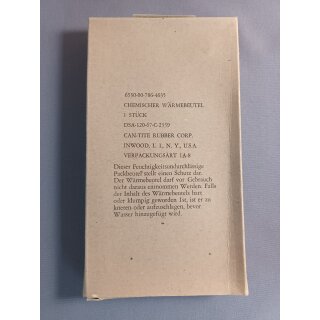 6530-00-786-4635
CHEMISCHER WÄRMEBEUTEL
1 STÜCK
DSA-120-67-C-2559
CAN-TITE RUBBER CORP.
INWOOD, L. I., N. Y., U.S.A.
VERPACKUNGSART 1A-8
Dieser Feuchtigkeitsundurchlässige
Packbeutel stellt einen Schutz dar.
Der Wärmebeutel darf vor Gebrauch
nicht daraus entnommen Werden. Falls
der Inhalt des Wärmebeutels hart
oder klumpig geworden Ist, ist er zu
kneten oder aufzuschlagen, bevor
Wasser hinzugefügt wird.